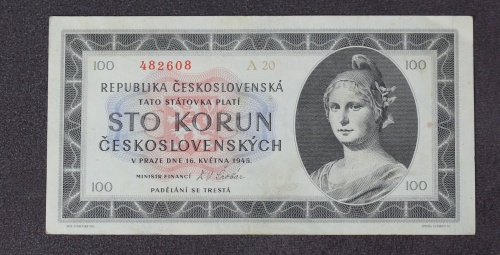 100 482608 A 20 100
REPUBLIKA ČESKOSLOVENSKÁ
TATO STÁTOVKA PLATÍ
STO KORUN
ČESKOSLOVENSKÝCH
V PRAZE DNE 16. KVĚTNA 1945.
MINISTR FINANCÍ
PADĚLÁNÍ SE TRESTÁ
100 100